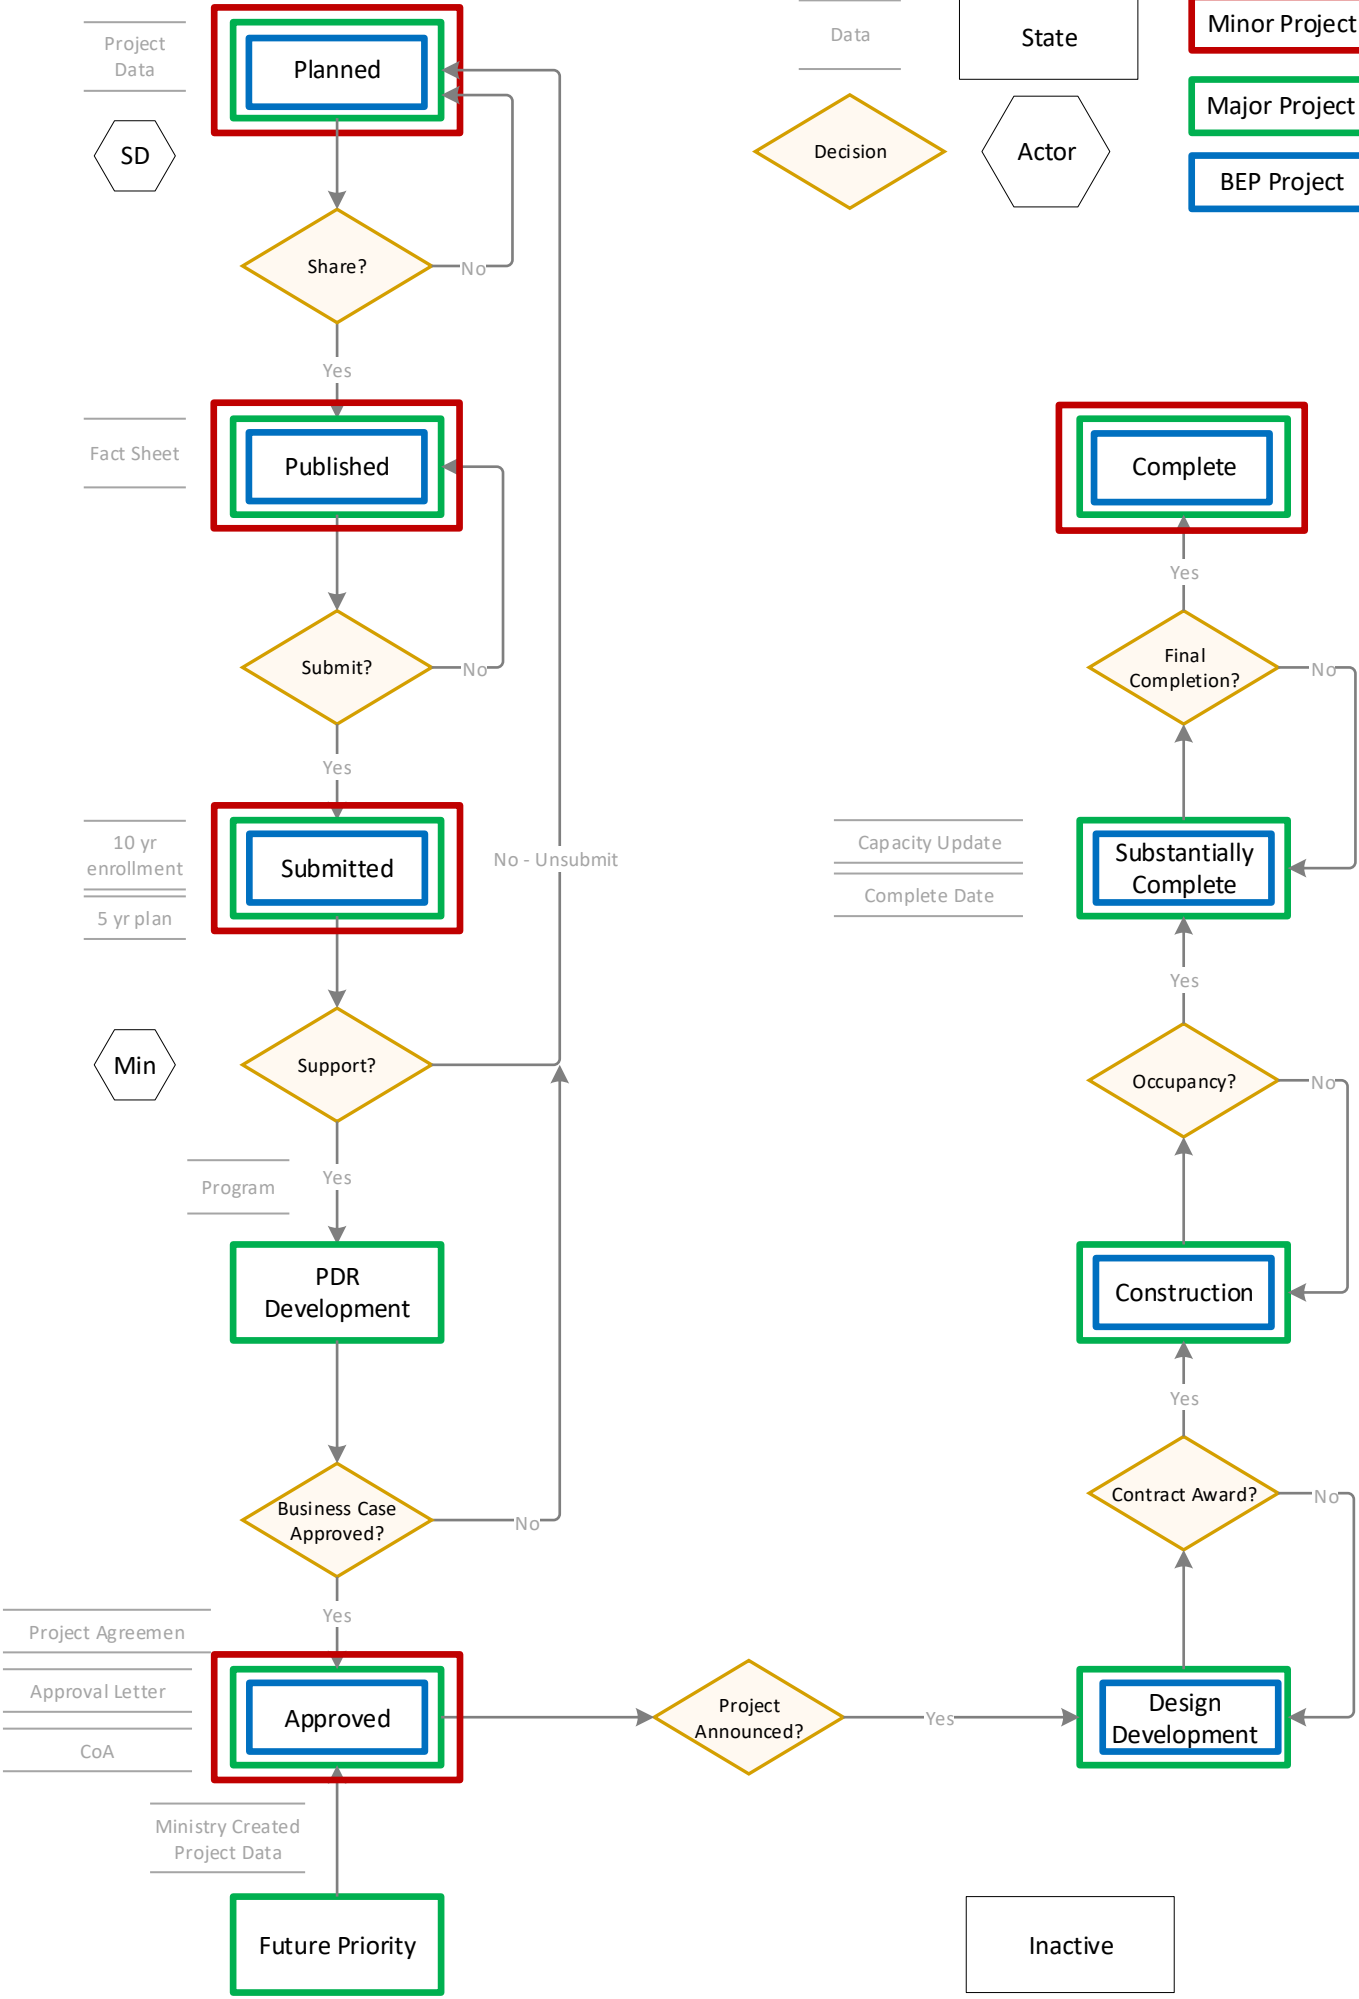 Project
Data
Planned
Data
State
Minor Project
Major Project
SD
Decision
Actor
BEP Project
Share?
No
Yes
Fact Sheet
Published
Complete
Yes
Submit?
No
Final
Completion?
No
Yes
10 yr
enrollment
5 yr plan
Submitted
No - Unsubmit
Capacity Update
Complete Date
Substantially
Complete
Yes
Min
Support?
Occupancy?
No
Program
Yes
PDR
Development
Construction
Yes
Business Case
Approved?
No
Contract Award?
No
Yes
Project Agreemen
Approval Letter
CoA
Approved
Project
Announced?
Yes
Design
Development
Ministry Created
Project Data
Future Priority
Inactive